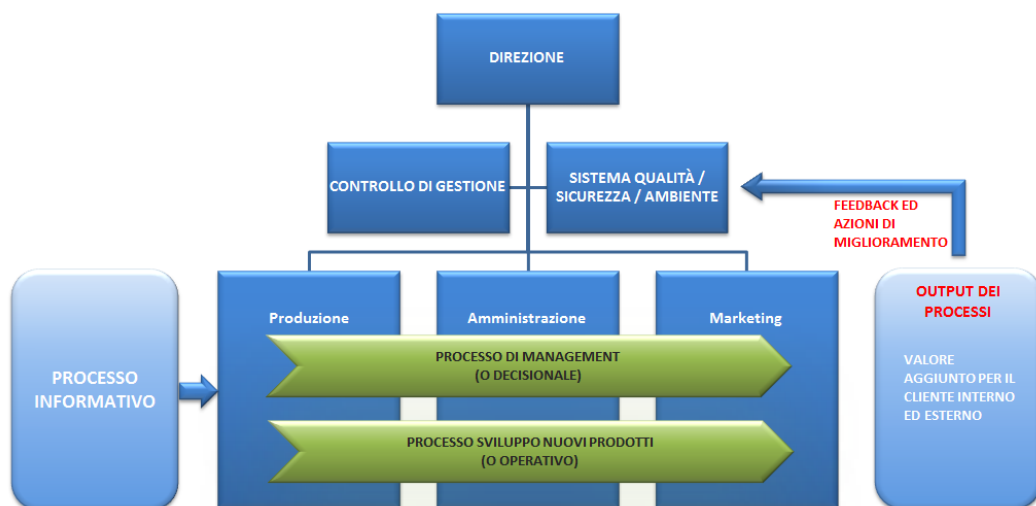 DIREZIONE
CONTROLLO DI GESTIONE
SISTEMA QUALITÀ /
SICUREZZA / AMBIENTE
FEEDBACK ED
AZIONI DI
MIGLIORAMENTO
PROCESSO
INFORMATIVO
Produzione
Amministrazione
Marketing
PROCESSO DI MANAGEMENT
(O DECISIONALE)
PROCESSO SVILUPPO NUOVI PRODOTTI
(O OPERATIVO)
OUTPUT DEI
PROCESSI
VALORE
AGGIUNTO PER IL
CLIENTE INTERNO
ED ESTERNO